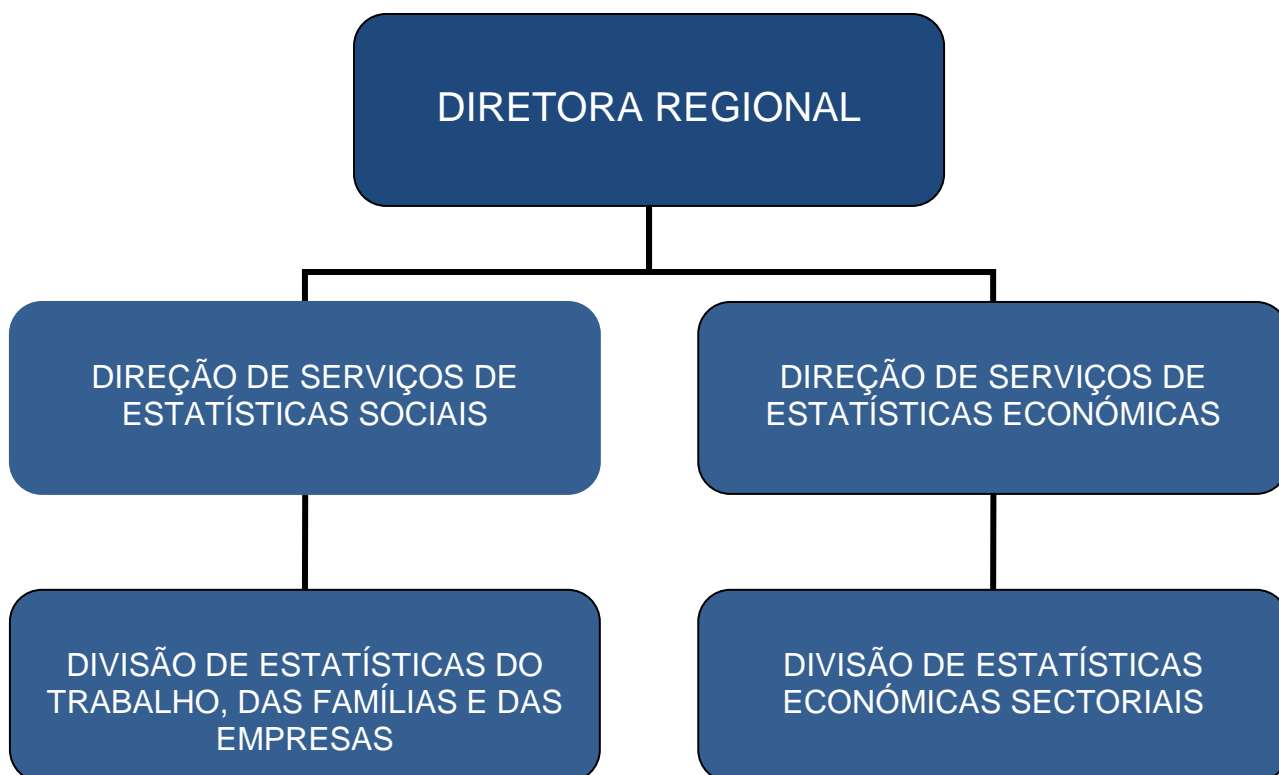 DIRETORA REGIONAL
DIREÇÃO DE SERVIÇOS DE
ESTATÍSTICAS SOCIAIS
DIREÇÃO DE SERVIÇOS DE
ESTATÍSTICAS ECONÓMICAS
DIVISÃO DE ESTATÍSTICAS DO
TRABALHO, DAS FAMÍLIAS E DAS
EMPRESAS
DIVISÃO DE ESTATÍSTICAS
ECONÓMICAS SECTORIAIS